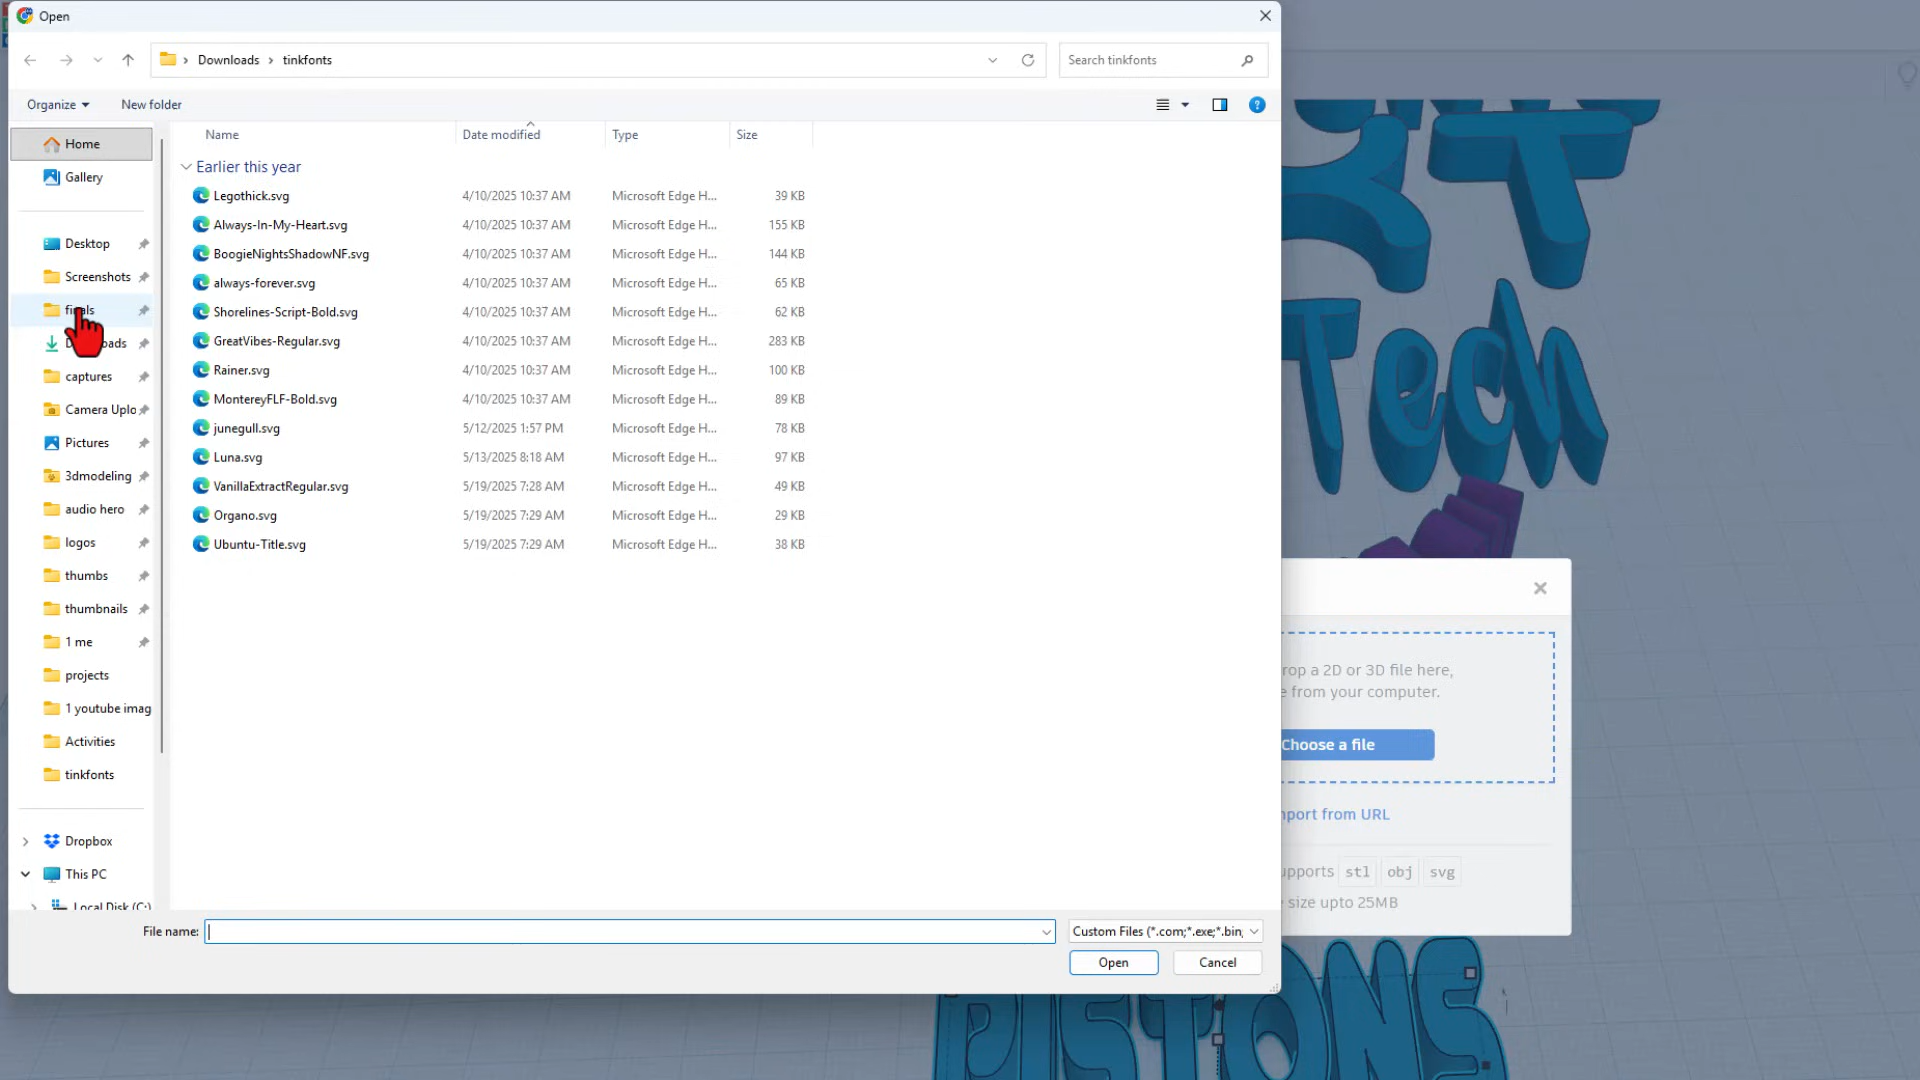 Open
Downloads > tinkfonts
Search tinkfonts
Organize
New folder
Name
Date modified
Type
Size
Home
Gallery
Desktop
Screenshots
captures
Camera Uplo
Pictures
3dmodeling
audio hero
logos
thumbs
thumbnails
1 me
projects
1 youtube imag
Activities
tinkfonts
Dropbox
This PC
Local Disk (C:)
Earlier this year
Legothick.svg 4/10/2025 10:37 AM Microsoft Edge H... 39 KB
Always-In-My-Heart.svg 4/10/2025 10:37 AM Microsoft Edge H... 155 KB
BoogieNightsShadowNF.svg 4/10/2025 10:37 AM Microsoft Edge H... 144 KB
always-forever.svg 4/10/2025 10:37 AM Microsoft Edge H... 65 KB
Shorelines-Script-Bold.svg 4/10/2025 10:37 AM Microsoft Edge H... 62 KB
GreatVibes-Regular.svg 4/10/2025 10:37 AM Microsoft Edge H... 283 KB
Rainer.svg 4/10/2025 10:37 AM Microsoft Edge H... 100 KB
MontereyFLF-Bold.svg 4/10/2025 10:37 AM Microsoft Edge H... 89 KB
junegull.svg 5/12/2025 1:57 PM Microsoft Edge H... 78 KB
Luna.svg 5/13/2025 8:18 AM Microsoft Edge H... 97 KB
VanillaExtractRegular.svg 5/19/2025 7:28 AM Microsoft Edge H... 49 KB
Organo.svg 5/19/2025 7:29 AM Microsoft Edge H... 29 KB
Ubuntu-Title.svg 5/19/2025 7:29 AM Microsoft Edge H... 38 KB
File name:
Custom Files (*.com;*.exe;*.bin;
Open
Cancel
Tech
rop a 2D or 3D file here,
e from your computer.
Choose a file
port from URL
pports stl obj svg
size upto 25MB
PISTONS